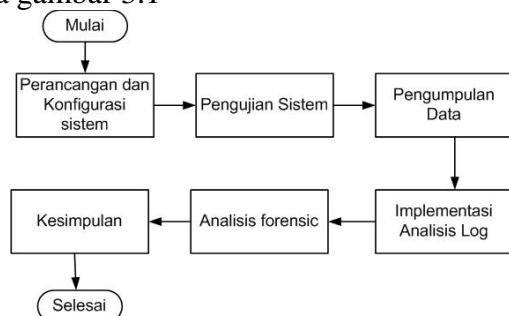 gambar 3.1
Mulai
Perancangan dan
Konfigurasi
sistem
Pengujian Sistem
Pengumpulan
Data
Implementasi
Analisis Log
Analisis forensic
Kesimpulan
Selesai